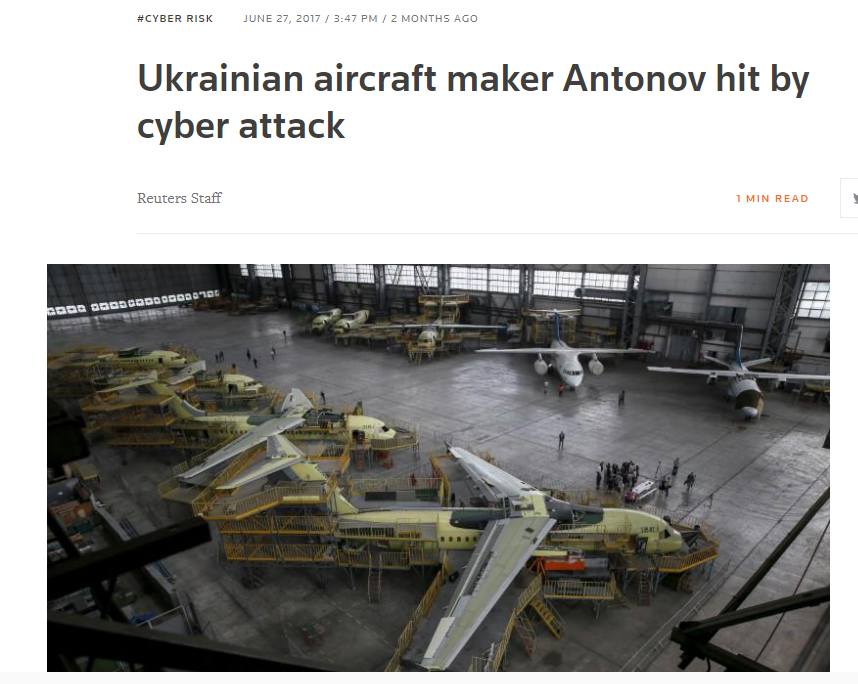 #CYBER RISK JUNE 27, 2017 / 3:47 PM / 2 MONTHS AGO
Ukrainian aircraft maker Antonov hit by
cyber attack
Reuters Staff
1 MIN READ